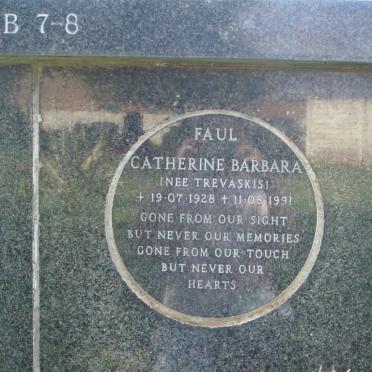 B 7-8
FAUL
CATHERINE BARBARA
(NEE TREVASKIS)
+ 19·07·1928 + 11·08·1991
GONE FROM OUR SIGHT
BUT NEVER OUR MEMORIES
GONE FROM OUR TOUCH
BUT NEVER OUR
HEARTS